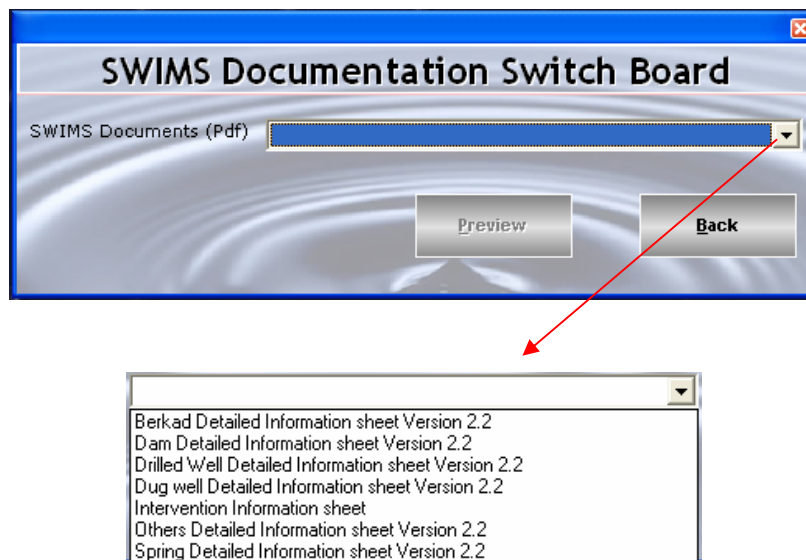 SWIMS Documentation Switch Board
SWIMS Documents (Pdf)
Preview
Back
Berkad Detailed Information sheet Version 2.2
Dam Detailed Information sheet Version 2.2
Drilled Well Detailed Information sheet Version 2.2
Dug well Detailed Information sheet Version 2.2
Intervention Information sheet
Others Detailed Information sheet Version 2.2
Spring Detailed Information sheet Version 2.2